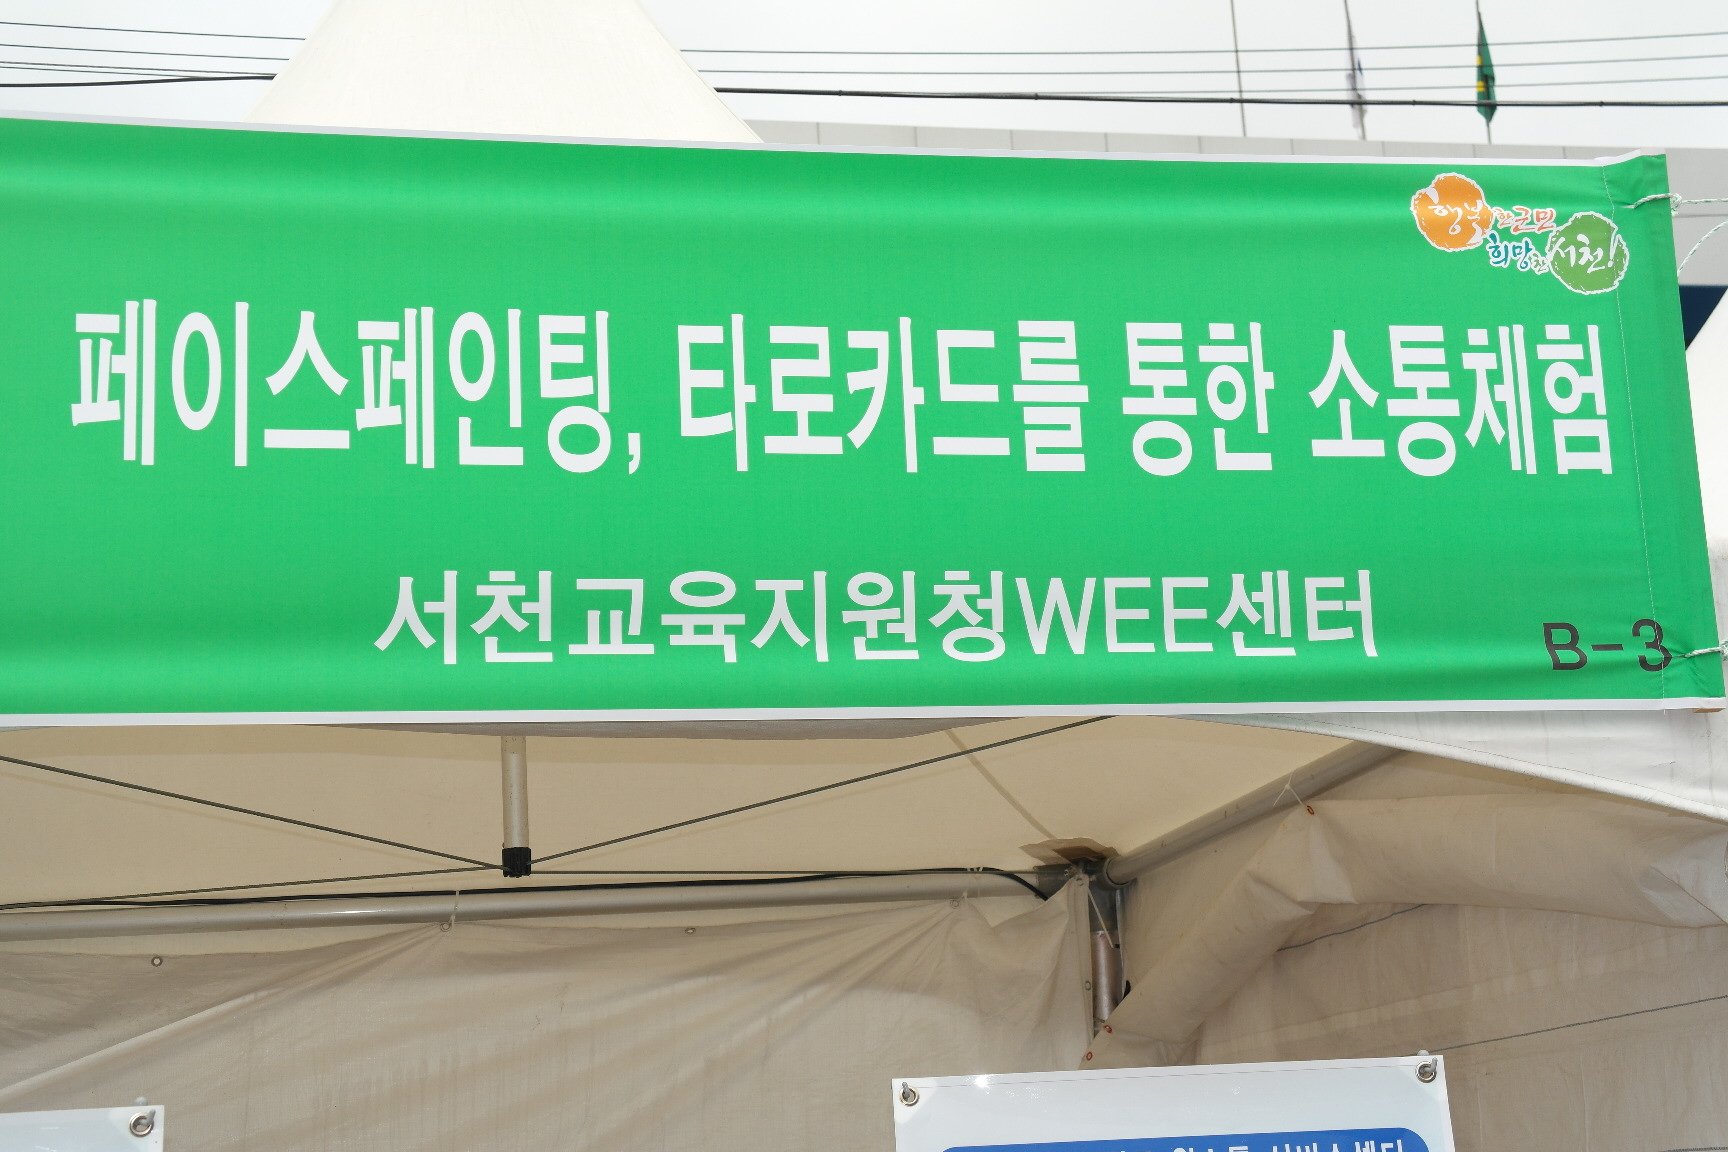 행복한군민
희망찬서천!
페이스페인팅, 타로카드를 통한 소통체험
서천교육지원청WEE센터
B-3